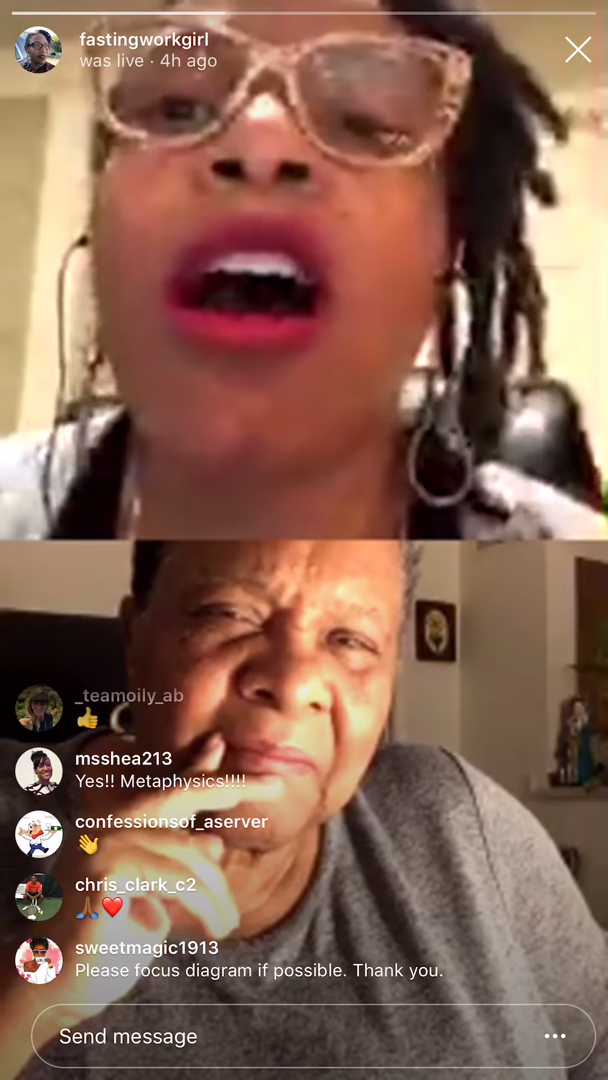 fastingworkgirl
was live · 4h ago
_teamoily_ab
👍
msshea213
Yes!! Metaphysics!!!!
confessionsof_aserver
👋
chris_clark_c2
🙏🏾❤️
sweetmagic1913
Please focus diagram if possible. Thank you.
Send message